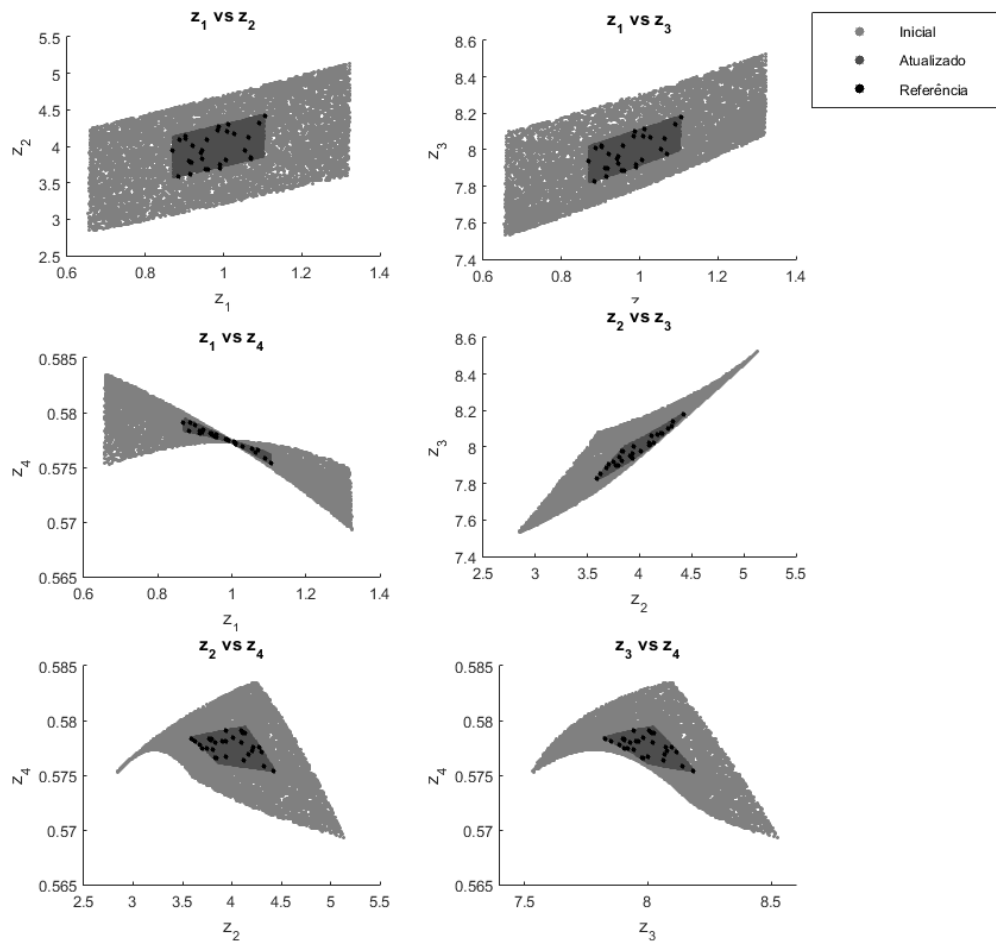 z1 vs z2
5.5
5
4.5
4
3.5
3
2.5
z2
0.6 0.8 1 1.2 1.4
z1
z1 vs z3
8.6
8.4
8.2
8
7.8
7.6
7.4
z3
0.6 0.8 1 1.2 1.4
z
Inicial
Atualizado
Referência
z1 vs z4
0.585
0.58
0.575
0.57
0.565
z4
0.6 0.8 1 1.2 1.4
z1
z2 vs z3
8.6
8.4
8.2
8
7.8
7.6
7.4
z3
2.5 3 3.5 4 4.5 5 5.5
z2
z2 vs z4
0.585
0.58
0.575
0.57
0.565
z4
2.5 3 3.5 4 4.5 5 5.5
z2
z3 vs z4
0.585
0.58
0.575
0.57
0.565
z4
7.5 8 8.5
z3